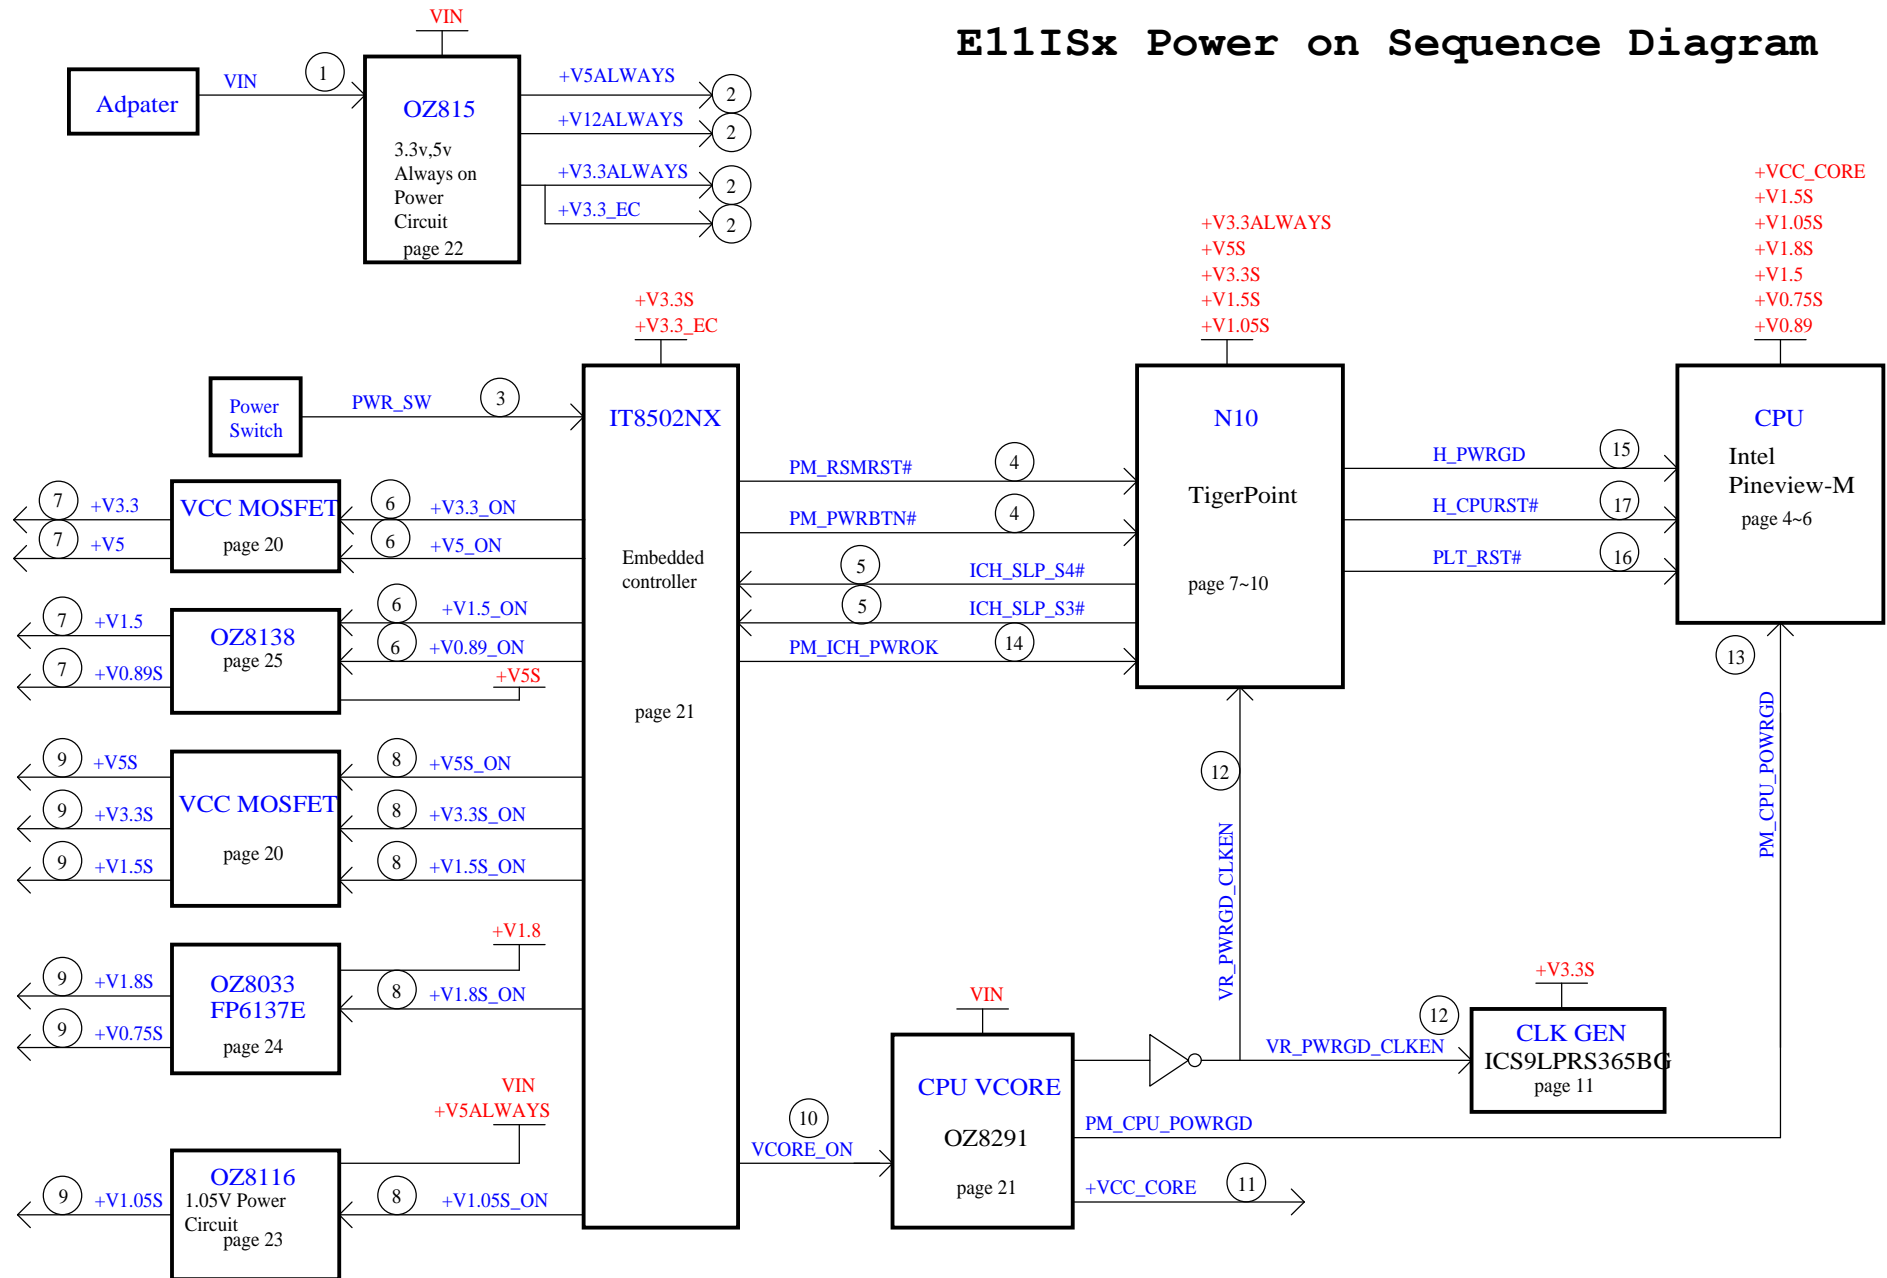 E11ISx Power on Sequence Diagram
VIN
Adpater
VIN
1
OZ815
3.3v,5v
Always on
Power
Circuit
page 22
+V5ALWAYS
2
+V12ALWAYS
2
+V3.3ALWAYS
2
+V3.3_EC
2
+V3.3S
+V3.3_EC
+V3.3ALWAYS
+V5S
+V3.3S
+V1.5S
+V1.05S
+VCC_CORE
+V1.5S
+V1.05S
+V1.8S
+V1.5
+V0.75S
+V0.89
Power
Switch
PWR_SW
3
IT8502NX
Embedded
controller
page 21
PM_RSMRST#
4
PM_PWRBTN#
4
5
ICH_SLP_S4#
5
ICH_SLP_S3#
PM_ICH_PWROK
14
N10
TigerPoint
page 7~10
H_PWRGD
15
H_CPURST#
17
PLT_RST#
16
CPU
Intel
Pineview-M
page 4~6
7
+V3.3
7
+V5
VCC MOSFET
page 20
6
+V3.3_ON
6
+V5_ON
7
+V1.5
7
+V0.89S
OZ8138
page 25
6
+V1.5_ON
6
+V0.89_ON
+V5S
9
+V5S
9
+V3.3S
9
+V1.5S
VCC MOSFET
page 20
8
+V5S_ON
8
+V3.3S_ON
8
+V1.5S_ON
+V1.8
9
+V1.8S
9
+V0.75S
OZ8033
FP6137E
page 24
8
+V1.8S_ON
VIN
+V5ALWAYS
9
+V1.05S
OZ8116
1.05V Power
Circuit
page 23
8
+V1.05S_ON
10
VCORE_ON
VIN
CPU VCORE
OZ8291
page 21
12
VR_PWRGD_CLKEN
VR_PWRGD_CLKEN
12
+V3.3S
CLK GEN
ICS9LPRS365BG
page 11
PM_CPU_POWRGD
13
PM_CPU_POWRGD
+VCC_CORE
11